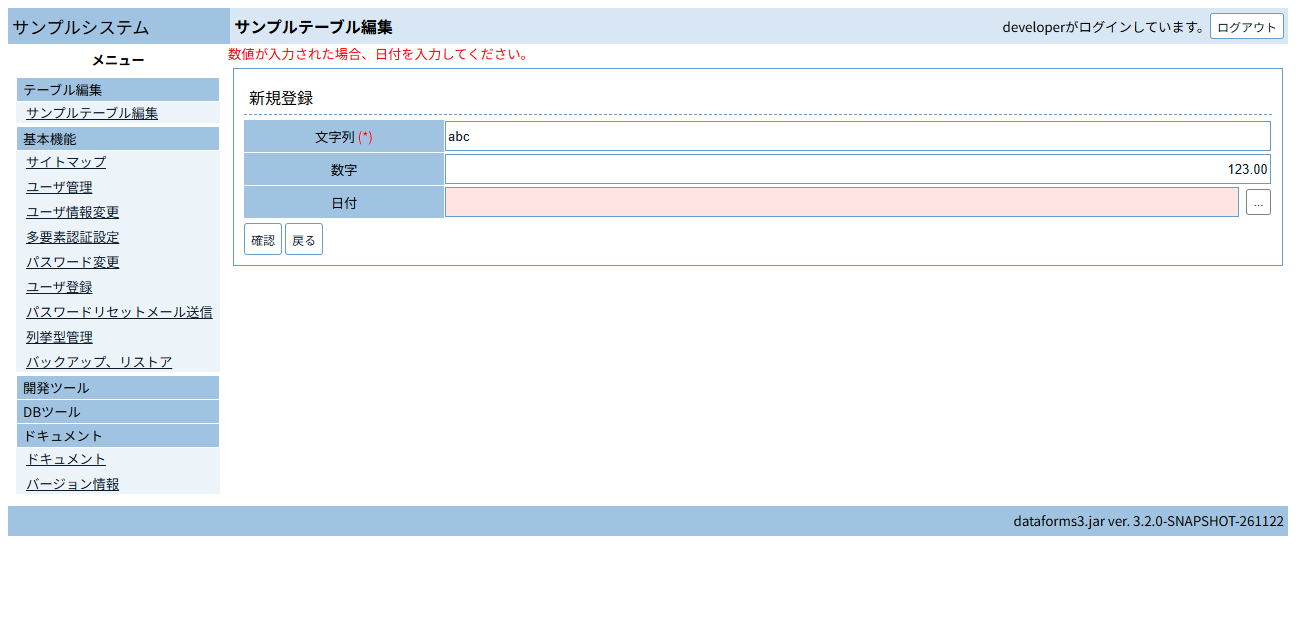 サンプルシステム
サンプルテーブル編集
developerがログインしています。
ログアウト
メニュー
テーブル編集
サンプルテーブル編集
基本機能
サイトマップ
ユーザ管理
ユーザ情報変更
多要素認証設定
パスワード変更
ユーザ登録
パスワードリセットメール送信
列挙型管理
バックアップ、リストア
開発ツール
DBツール
ドキュメント
ドキュメント
バージョン情報
数値が入力された場合、日付を入力してください。
新規登録
文字列 (*)
abc
数字
123.00
日付
...
確認
戻る
dataforms3.jar ver. 3.2.0-SNAPSHOT-261122